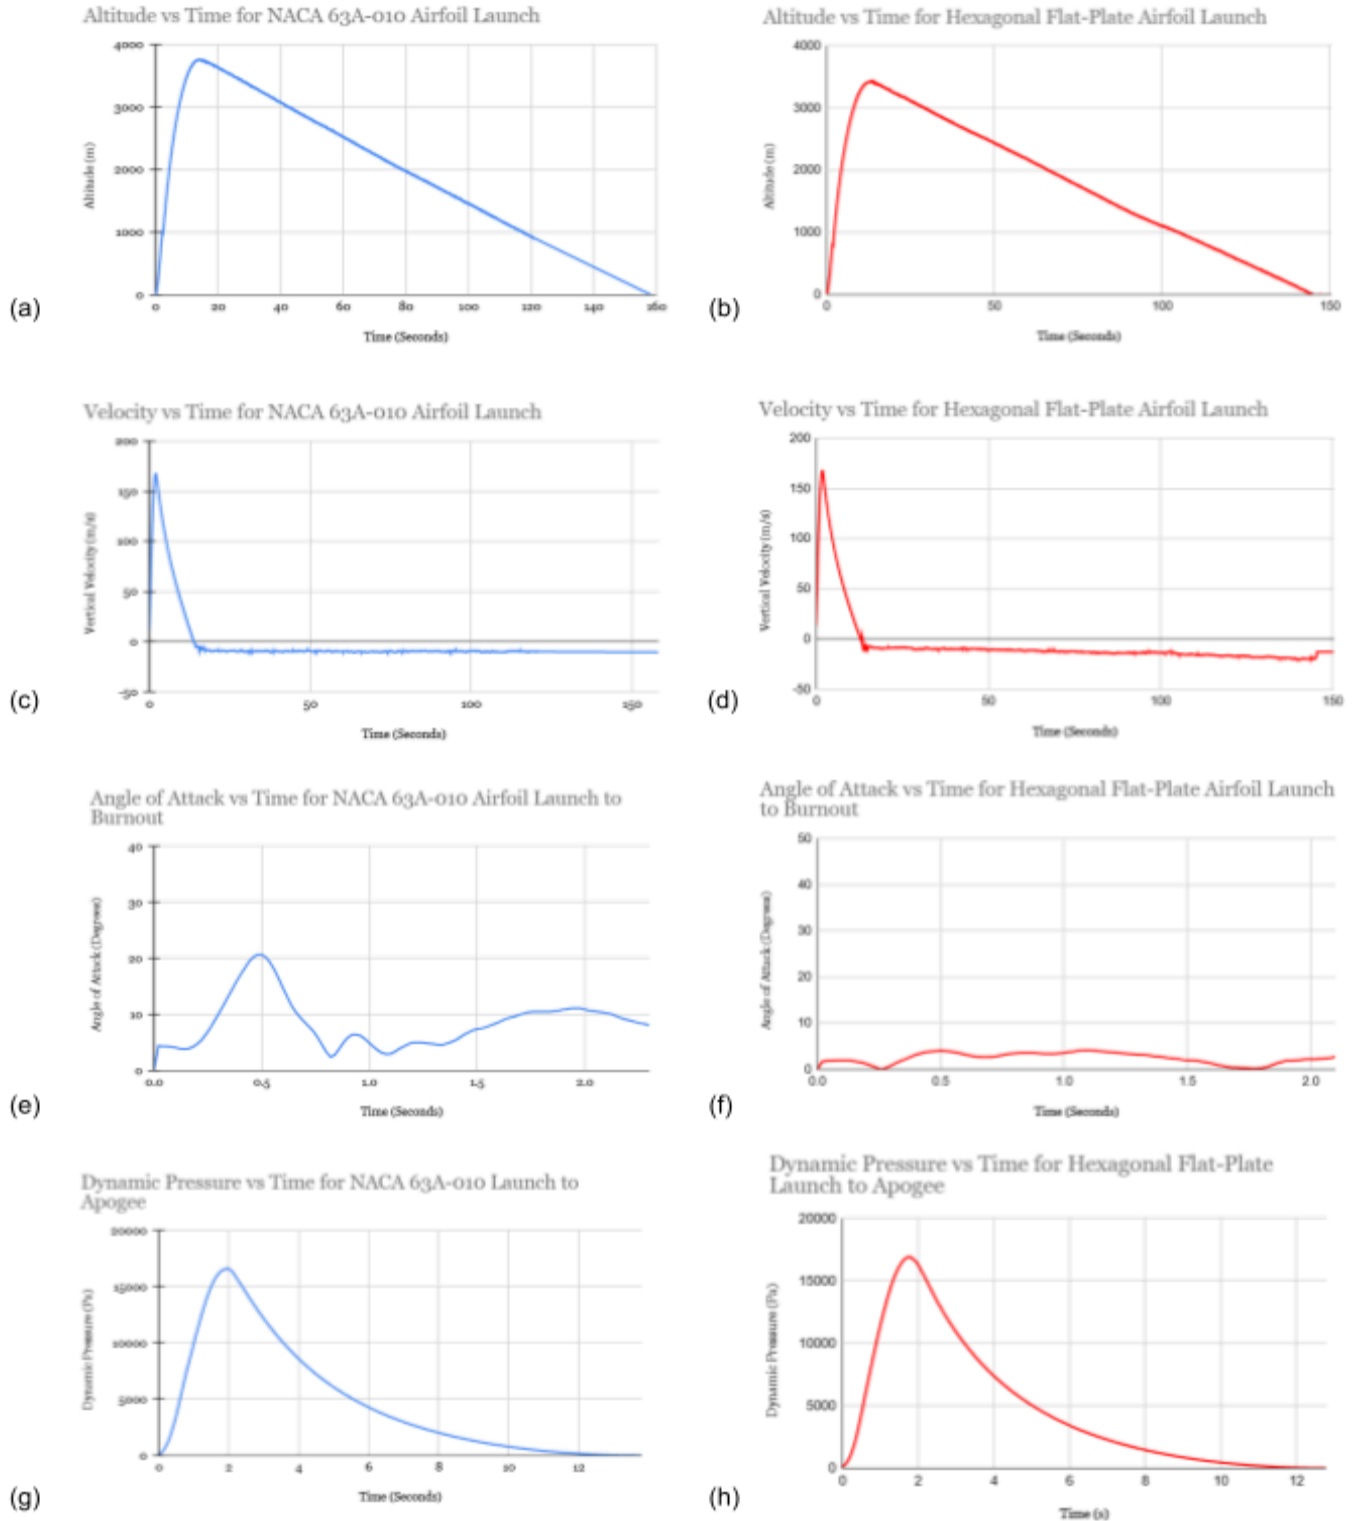 Altitude vs Time for NACA 63A-010 Airfoil Launch
4000
3000
2000
1000
0
Altitude (m)
0 20 40 60 80 100 120 140 160
Time (Seconds)
(a)
Altitude vs Time for Hexagonal Flat-Plate Airfoil Launch
4000
3000
2000
1000
0
Altitude (m)
0 50 100 150
Time (Seconds)
(b)
Velocity vs Time for NACA 63A-010 Airfoil Launch
200
150
100
50
0
-50
Vertical Velocity (m/s)
0 50 100 150
Time (Seconds)
(c)
Velocity vs Time for Hexagonal Flat-Plate Airfoil Launch
200
150
100
50
0
-50
Vertical Velocity (m/s)
0 50 100 150
Time (Seconds)
(d)
Angle of Attack vs Time for NACA 63A-010 Airfoil Launch to
Burnout
40
30
20
10
0
Angle of Attack (Degrees)
0.0 0.5 1.0 1.5 2.0
Time (Seconds)
(e)
Angle of Attack vs Time for Hexagonal Flat-Plate Airfoil Launch
to Burnout
50
40
30
20
10
0
Angle of Attack (Degrees)
0.0 0.5 1.0 1.5 2.0
Time (Seconds)
(f)
Dynamic Pressure vs Time for NACA 63A-010 Launch to
Apogee
20000
15000
10000
5000
0
Dynamic Pressure (Pa)
0 2 4 6 8 10 12
Time (Seconds)
(g)
Dynamic Pressure vs Time for Hexagonal Flat-Plate
Launch to Apogee
20000
15000
10000
5000
0
Dynamic Pressure (Pa)
0 2 4 6 8 10 12
Time (s)
(h)